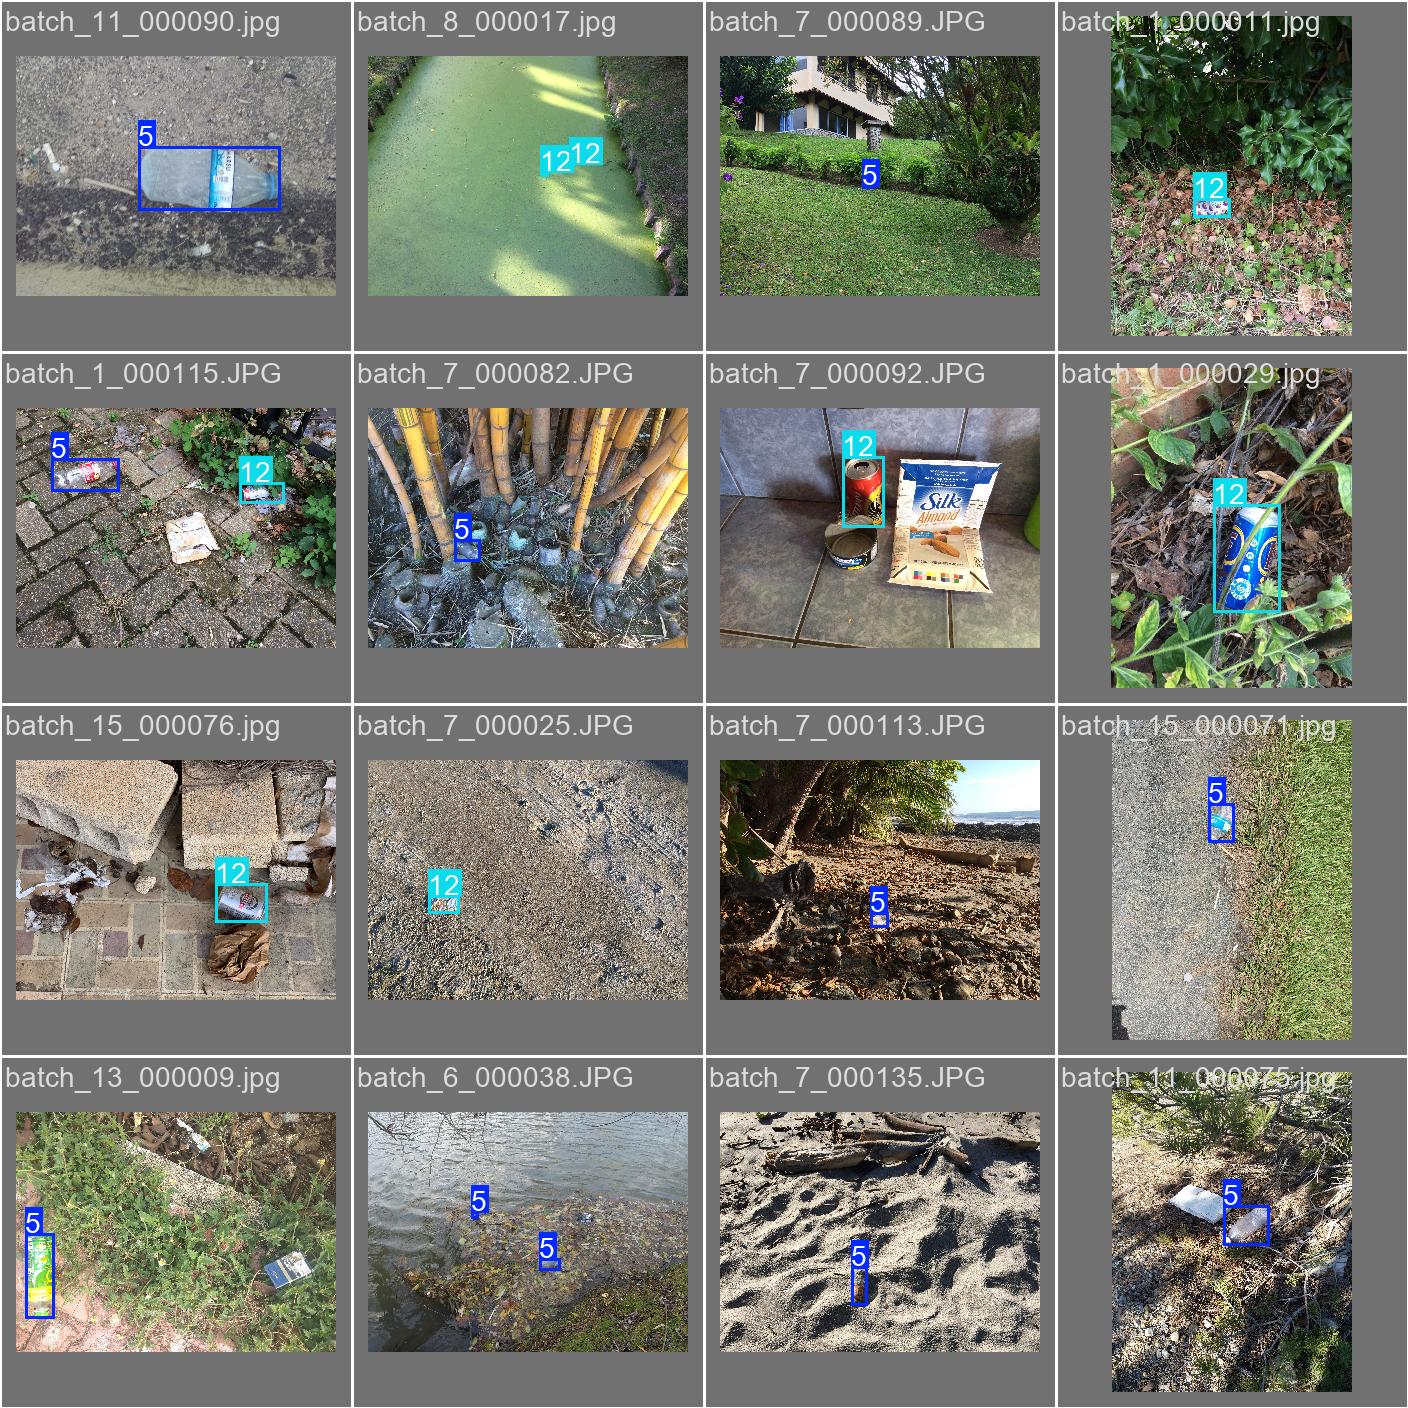 batch_11_000090.jpg
batch_8_000017.jpg
batch_7_000089.JPG
batch_1_000011.jpg
5
12
12
5
12
batch_1_000115.JPG
batch_7_000082.JPG
batch_7_000092.JPG
batch_1_000029.jpg
5
12
5
12
Silk
Almond
12
batch_15_000076.jpg
batch_7_000025.JPG
batch_7_000113.JPG
batch_15_000071.jpg
12
12
5
5
batch_13_000009.jpg
batch_6_000038.JPG
batch_7_000135.JPG
batch_11_000075.jpg
5
5
5
5
5